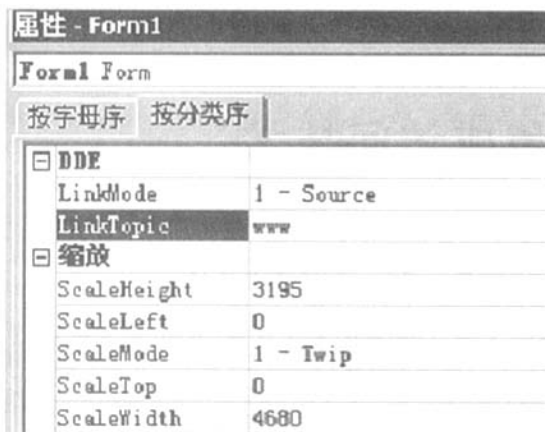 属性 - Form1
Form1 Form
按字母序 按分类序
DDE
LinkMode 1 - Source
LinkTopic www
缩放
ScaleHeight 3195
ScaleLeft 0
ScaleMode 1 - Twip
ScaleTop 0
ScaleWidth 4680